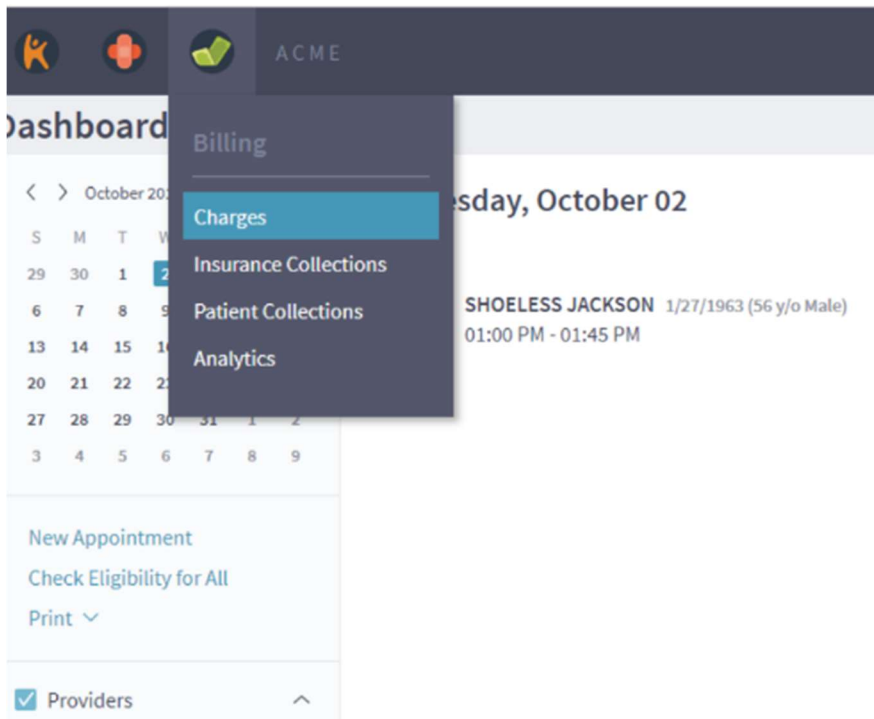 ACME
Dashboard
Billing
Charges
Insurance Collections
Patient Collections
Analytics
October 20
S M T W
29 30 1 2
6 7 8 9
13 14 15 1
20 21 22 2
27 28 29 30 31 1 2
3 4 5 6 7 8 9
New Appointment
Check Eligibility for All
Print
Providers
sday, October 02
SHOELESS JACKSON 1/27/1963 (56 y/o Male)
01:00 PM - 01:45 PM